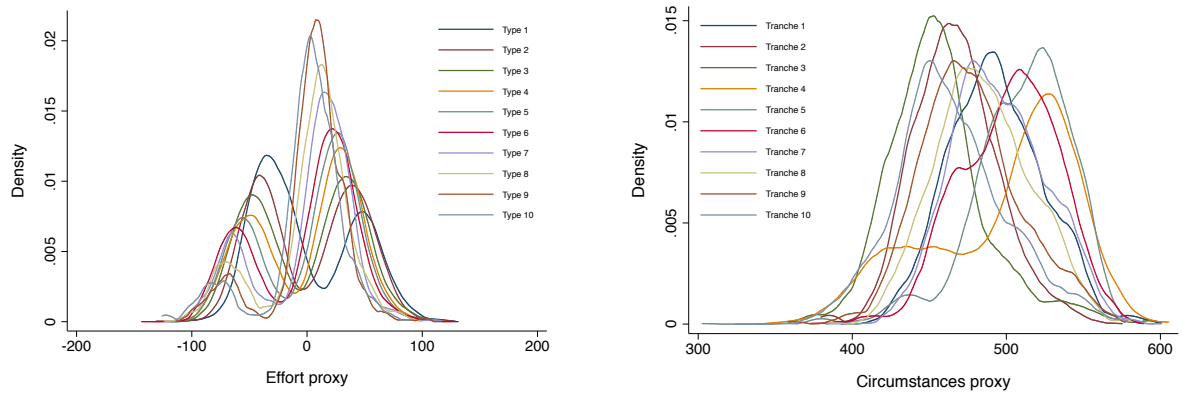 Density
.02
.015
.01
.005
0
-200
-100
0
100
200
Effort proxy
Type 1
Type 2
Type 3
Type 4
Type 5
Type 6
Type 7
Type 8
Type 9
Type 10
Density
.015
.01
.005
0
300
400
500
600
Circumstances proxy
Tranche 1
Tranche 2
Tranche 3
Tranche 4
Tranche 5
Tranche 6
Tranche 7
Tranche 8
Tranche 9
Tranche 10